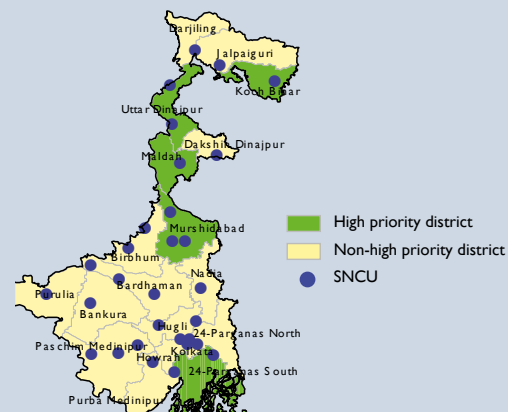 Darjiling
Jalpaiguri
Koch Bihar
Uttar Dinajpur
Dakshin Dinajpur
Maldah
Murshidabad
Birbhum
Nadia
Purulia
Bardhaman
Bankura
Hugli
24-Parganas North
Paschim Medinipur
Kolkata
Howrah
24-Parganas South
Purba Medinipur
High priority district
Non-high priority district
SNCU